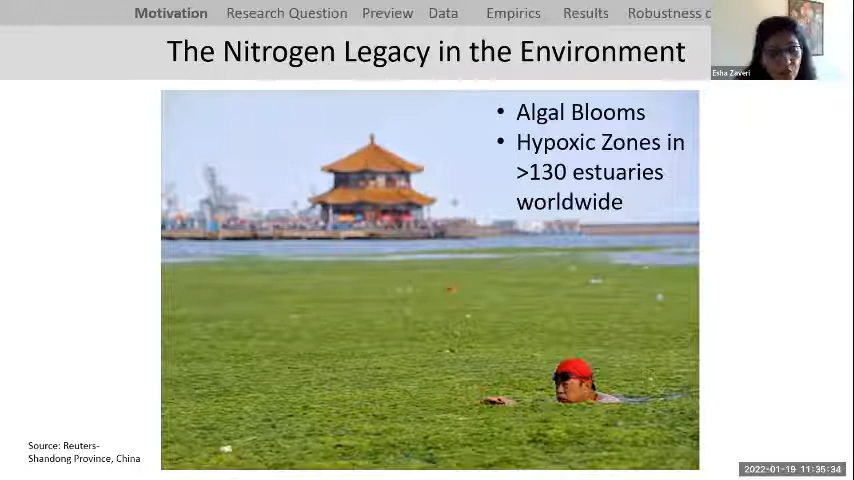 Motivation Research Question Preview Data Empirics Results Robustness
The Nitrogen Legacy in the Environment
Esha Zaveri
• Algal Blooms
• Hypoxic Zones in
>130 estuaries
worldwide
Source: Reuters-
Shandong Province, China
2022-01-19 11:35:34